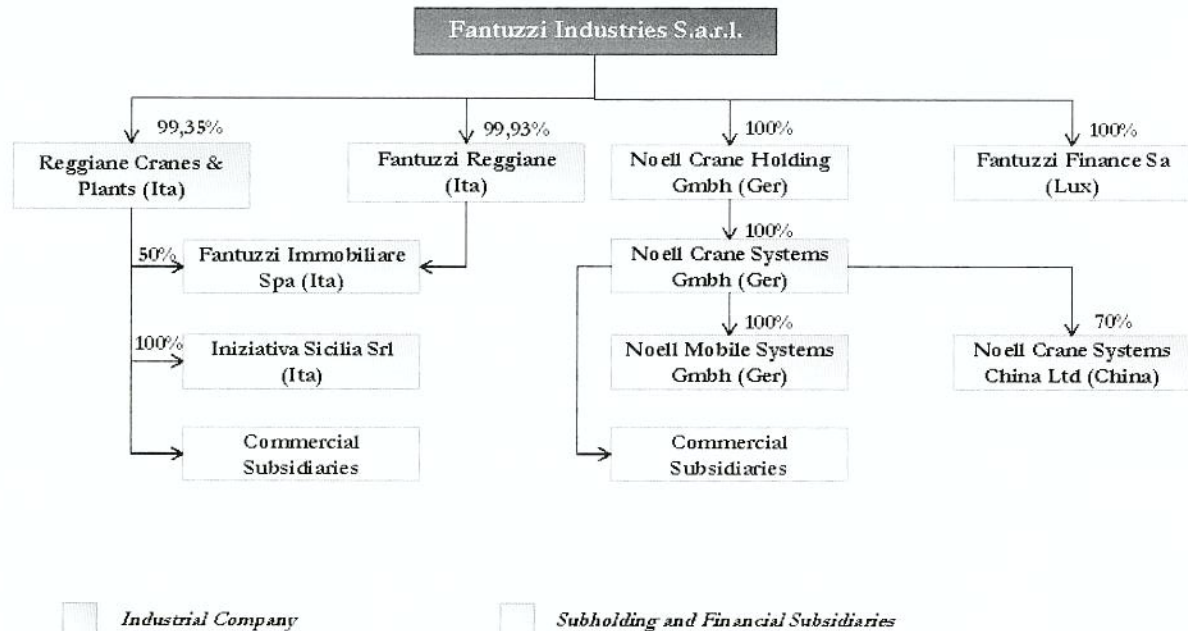 Fantuzzi Industries S.a.r.l.
99,35%
99,93%
100%
100%
Reggiane Cranes &
Plants (Ita)
Fantuzzi Reggiane
(Ita)
Noell Crane Holding
Gmbh (Ger)
Fantuzzi Finance Sa
(Lux)
50%
Fantuzzi Immobiliare
Spa (Ita)
100%
Noell Crane Systems
Gmbh (Ger)
100%
Iniziativa Sicilia Srl
(Ita)
100%
Noell Mobile Systems
Gmbh (Ger)
70%
Noell Crane Systems
China Ltd (China)
Commercial
Subsidiaries
Commercial
Subsidiaries
Industrial Company
Subholding and Financial Subsidiaries